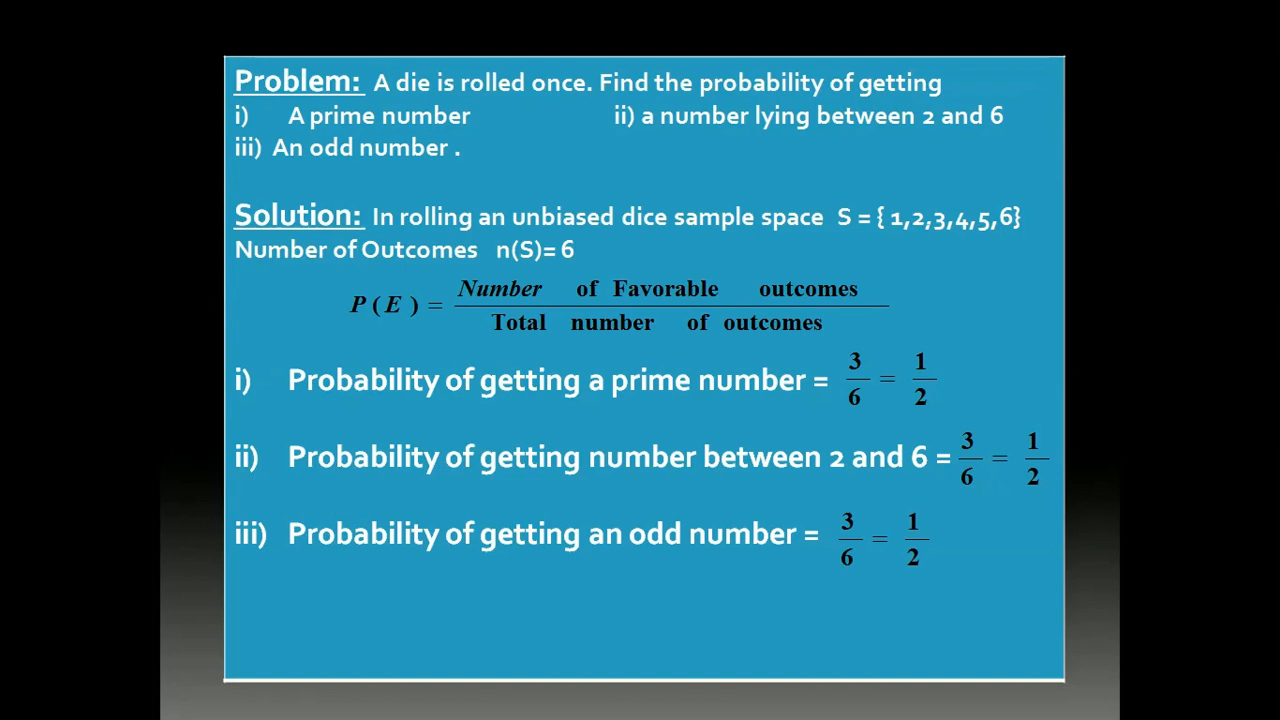 Problem: A die is rolled once. Find the probability of getting
i) A prime number ii) a number lying between 2 and 6
iii) An odd number .
Solution: In rolling an unbiased dice sample space S = { 1,2,3,4,5,6}
Number of Outcomes n(S)= 6
P ( E ) = Number of Favorable outcomes / Total number of outcomes
i) Probability of getting a prime number = 3/6 = 1/2
ii) Probability of getting number between 2 and 6 = 3/6 = 1/2
iii) Probability of getting an odd number = 3/6 = 1/2